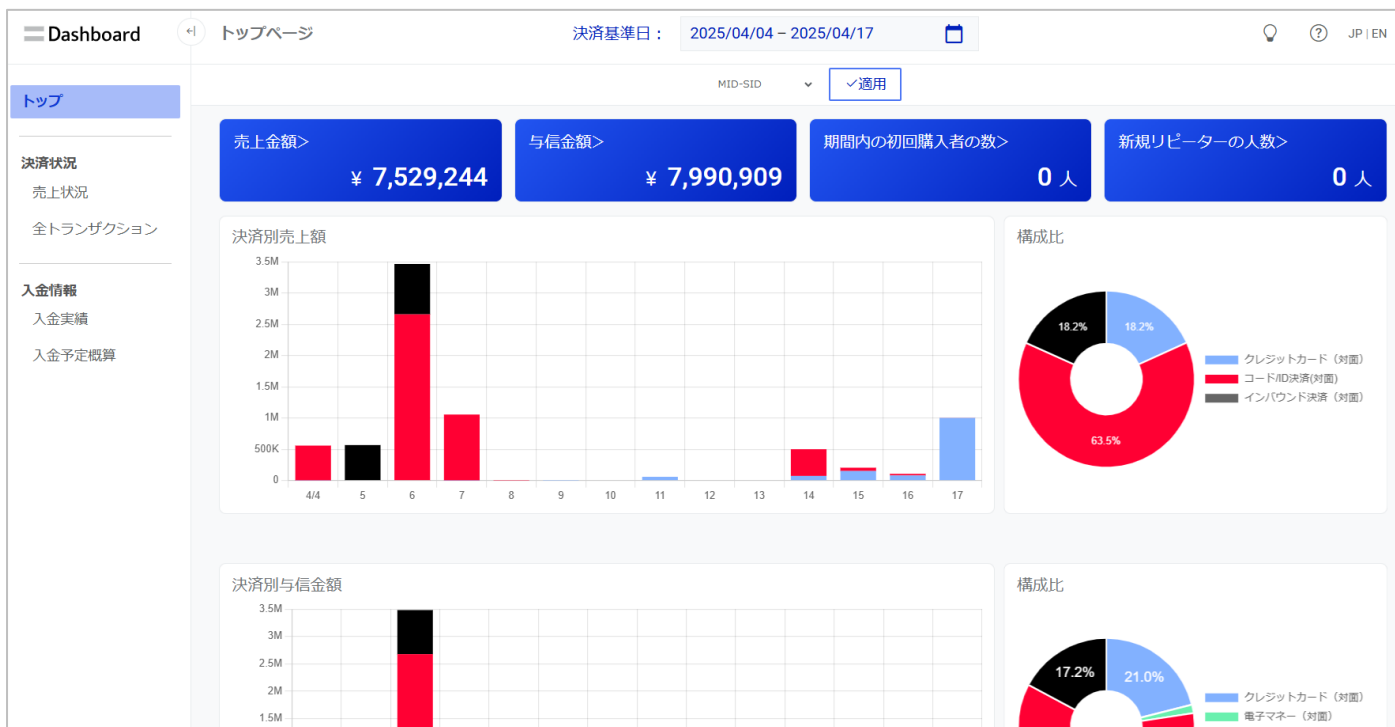 Dashboard
トップページ
決済基準日：
2025/04/04 – 2025/04/17
JP | EN
MID-SID
適用
トップ
決済状況
売上状況
全トランザクション
入金情報
入金実績
入金予定概算
売上金額>
¥ 7,529,244
与信金額>
¥ 7,990,909
期間内の初回購入者の数>
0 人
新規リピーターの人数>
0 人
決済別売上額
3.5M
3M
2.5M
2M
1.5M
1M
500K
0
4/4 5 6 7 8 9 10 11 12 13 14 15 16 17
構成比
18.2%
18.2%
63.5%
クレジットカード（対面）
コード/ID決済(対面)
インバウンド決済（対面）
決済別与信金額
3.5M
3M
2.5M
2M
1.5M
構成比
17.2%
21.0%
クレジットカード（対面）
電子マネー（対面）